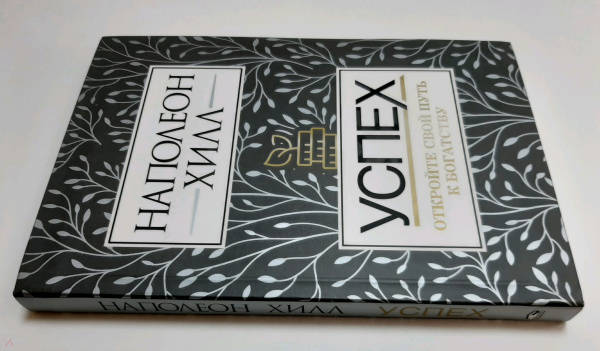 НАПОЛЕОН
ХИЛЛ
УСПЕХ
ОТКРОЙТЕ СВОЙ ПУТЬ
К БОГАТСТВУ
НАПОЛЕОН ХИЛЛ УСПЕХ